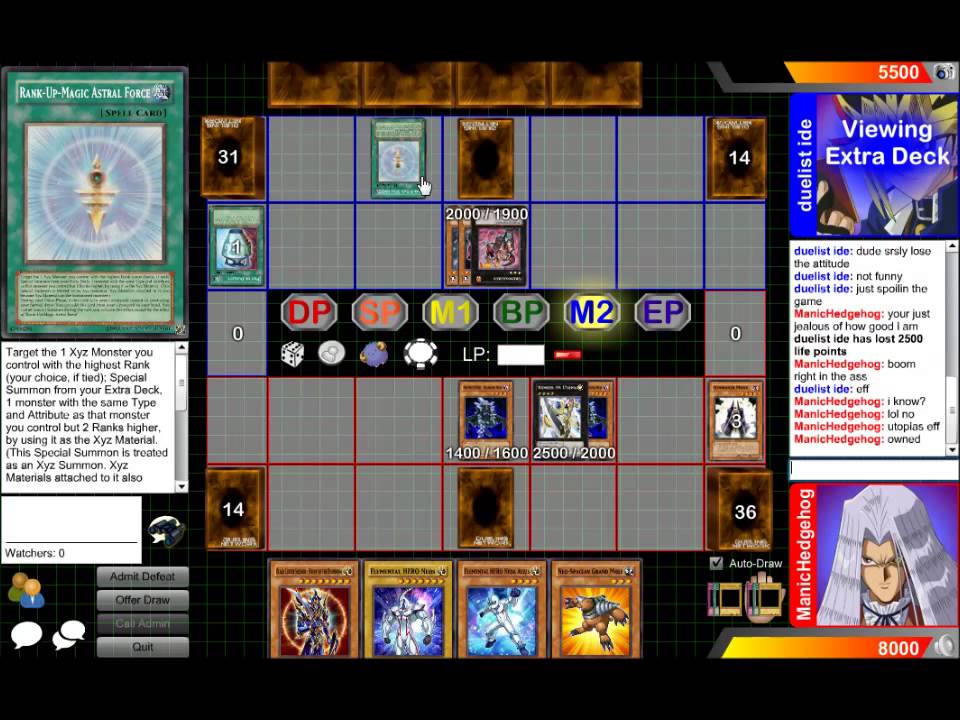 RANK-UP-MAGIC ASTRAL FORCE
[SPELL CARD]
Target the 1 Xyz Monster you
control with the highest Rank
(your choice, if tied); Special
Summon from your Extra Deck,
1 monster with the same Type
and Attribute as that monster
you control but 2 Ranks higher,
by using it as the Xyz Material.
(This Special Summon is treated
as an Xyz Summon. Xyz
Materials attached to it also
Watchers: 0
Admit Defeat
Offer Draw
Call Admin
Quit
31
14
1
2000 / 1900
0
DP
SP
M1
BP
M2
EP
0
LP:
1400 / 1600
2500 / 2000
3
14
36
ELEMENTAL HERO NEOS
5500
duelist ide
Viewing
Extra Deck
duelist ide: dude srsly lose
the attitude
duelist ide: not funny
duelist ide: just spoilin the
game
ManicHedgehog: your just
jealous of how good I am
duelist ide has lost 2500
life points
ManicHedgehog: boom
right in the ass
duelist ide: eff
ManicHedgehog: i know?
ManicHedgehog: lol no
ManicHedgehog: utopias eff
ManicHedgehog: owned
ManicHedgehog
Auto-Draw
8000